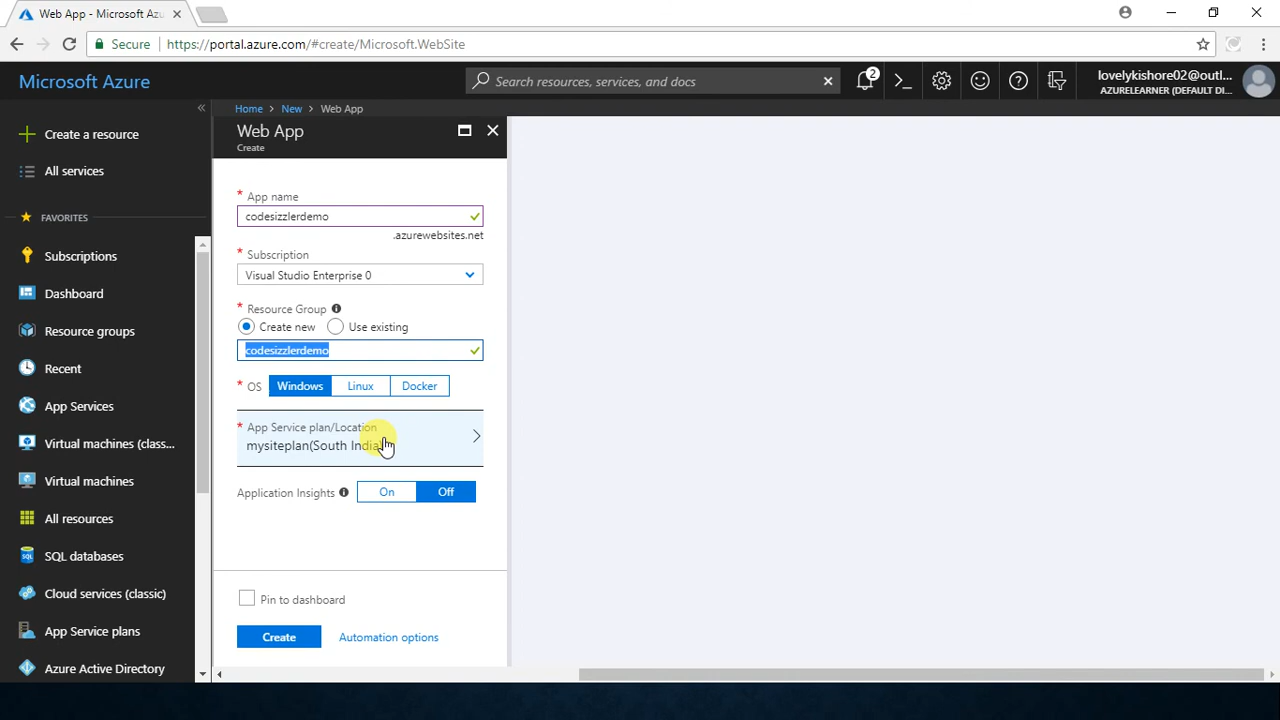 Web App - Microsoft Azu
Secure
https://portal.azure.com/#create/Microsoft.WebSite
Microsoft Azure
Search resources, services, and docs
2
lovelykishore02@outl...
AZURELEARNER (DEFAULT DI...
Create a resource
All services
FAVORITES
Subscriptions
Dashboard
Resource groups
Recent
App Services
Virtual machines (class...
Virtual machines
All resources
SQL databases
Cloud services (classic)
App Service plans
Azure Active Directory
Home > New > Web App
Web App
Create
* App name
codesizzlerdemo
.azurewebsites.net
* Subscription
Visual Studio Enterprise 0
* Resource Group
Create new Use existing
codesizzlerdemo
* OS Windows Linux Docker
* App Service plan/Location
mysiteplan(South India)
Application Insights On Off
Pin to dashboard
Create Automation options